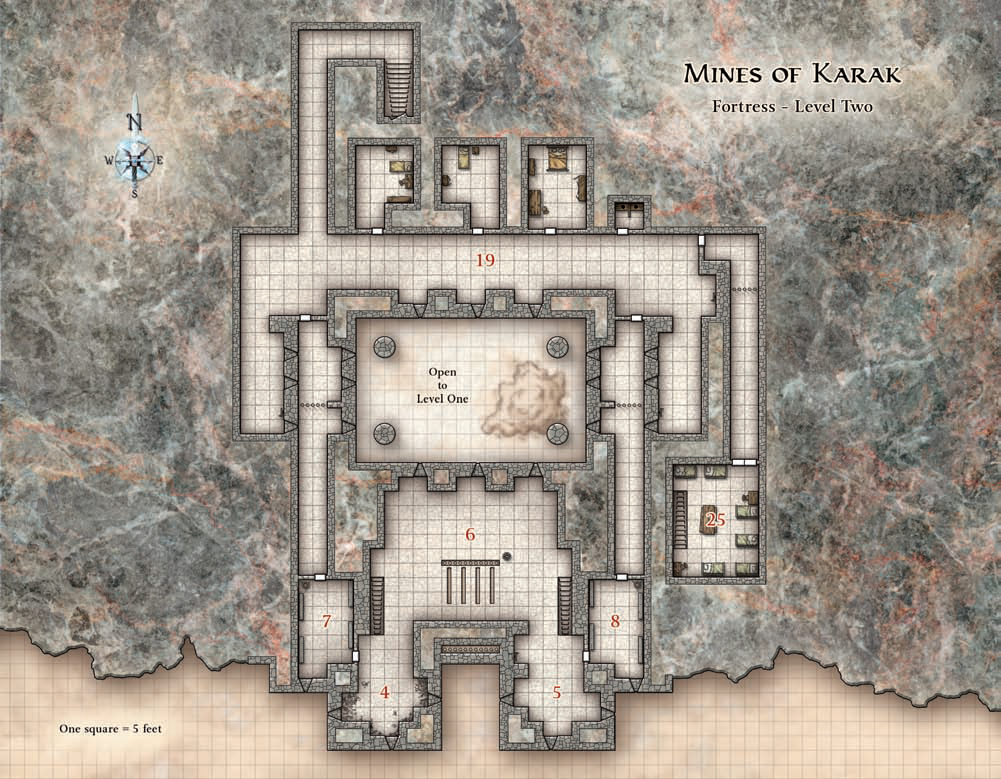 Mines of Karak
Fortress - Level Two
N
W E
S
19
Open
to
Level One
25
6
7
8
4
5
One square = 5 feet